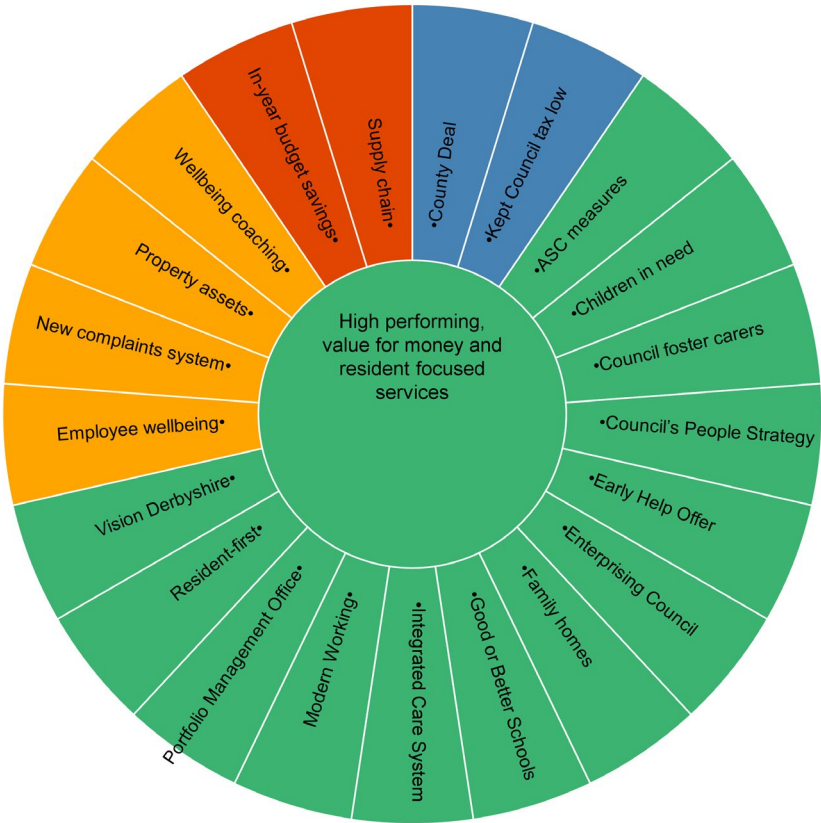 High performing,
value for money and
resident focused
services
•County Deal
•Kept Council tax low
•ASC measures
•Children in need
•Council foster carers
•Council's People Strategy
•Early Help Offer
•Enterprising Council
•Family homes
•Good or Better Schools
•Integrated Care System
Modern Working•
Portfolio Management Office•
Resident-first•
Vision Derbyshire•
Employee wellbeing•
New complaints system•
Property assets•
Wellbeing coaching•
In-year budget savings•
Supply chain•